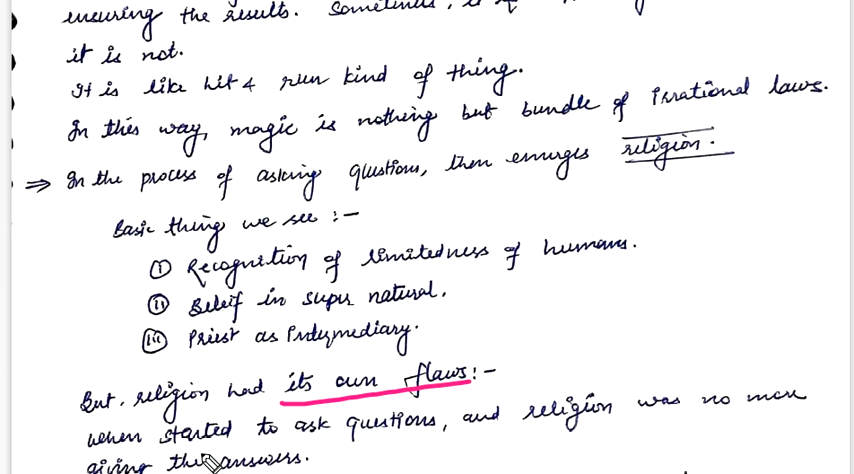 ensuring the results. Sometimes, it
it is not.
It is like hit & run kind of thing.
In this way, magic is nothing but bundle of irrational laws.
⇒ In the process of asking questions, then emurges religion.
Basic thing we see :-
(i) Recognition of limitedness of humans.
(ii) Beleif in super natural.
(iii) Priest as Intermediary.
But, religion had its own flaws :-
when started to ask questions, and religion was no more
giving the answers.